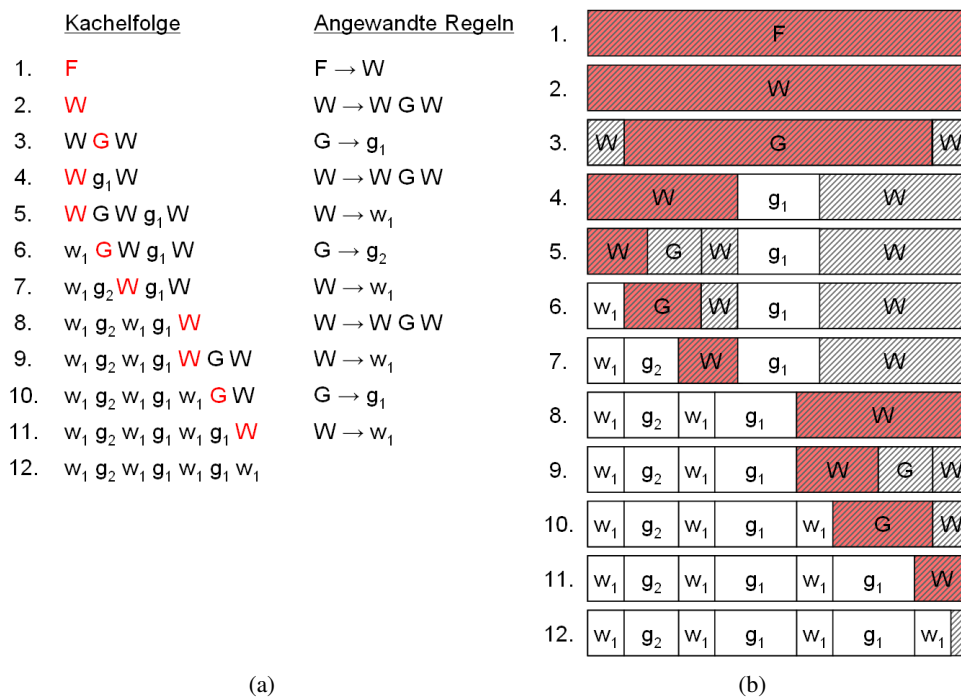 Kachelfolge Angewandte Regeln
1. F F → W
2. W W → W G W
3. W G W G → g₁
4. W g₁ W W → W G W
5. W G W g₁ W W → w₁
6. w₁ G W g₁ W G → g₂
7. w₁ g₂ W g₁ W W → w₁
8. w₁ g₂ w₁ g₁ W W → W G W
9. w₁ g₂ w₁ g₁ W G W W → w₁
10. w₁ g₂ w₁ g₁ w₁ G W G → g₁
11. w₁ g₂ w₁ g₁ w₁ g₁ W W → w₁
12. w₁ g₂ w₁ g₁ w₁ g₁ w₁
(a)
1. F
2. W
3. W G W
4. W g₁ W
5. W G W g₁ W
6. w₁ G W g₁ W
7. w₁ g₂ W g₁ W
8. w₁ g₂ w₁ g₁ W
9. w₁ g₂ w₁ g₁ W G W
10. w₁ g₂ w₁ g₁ w₁ G W
11. w₁ g₂ w₁ g₁ w₁ g₁ W
12. w₁ g₂ w₁ g₁ w₁ g₁ w₁
(b)